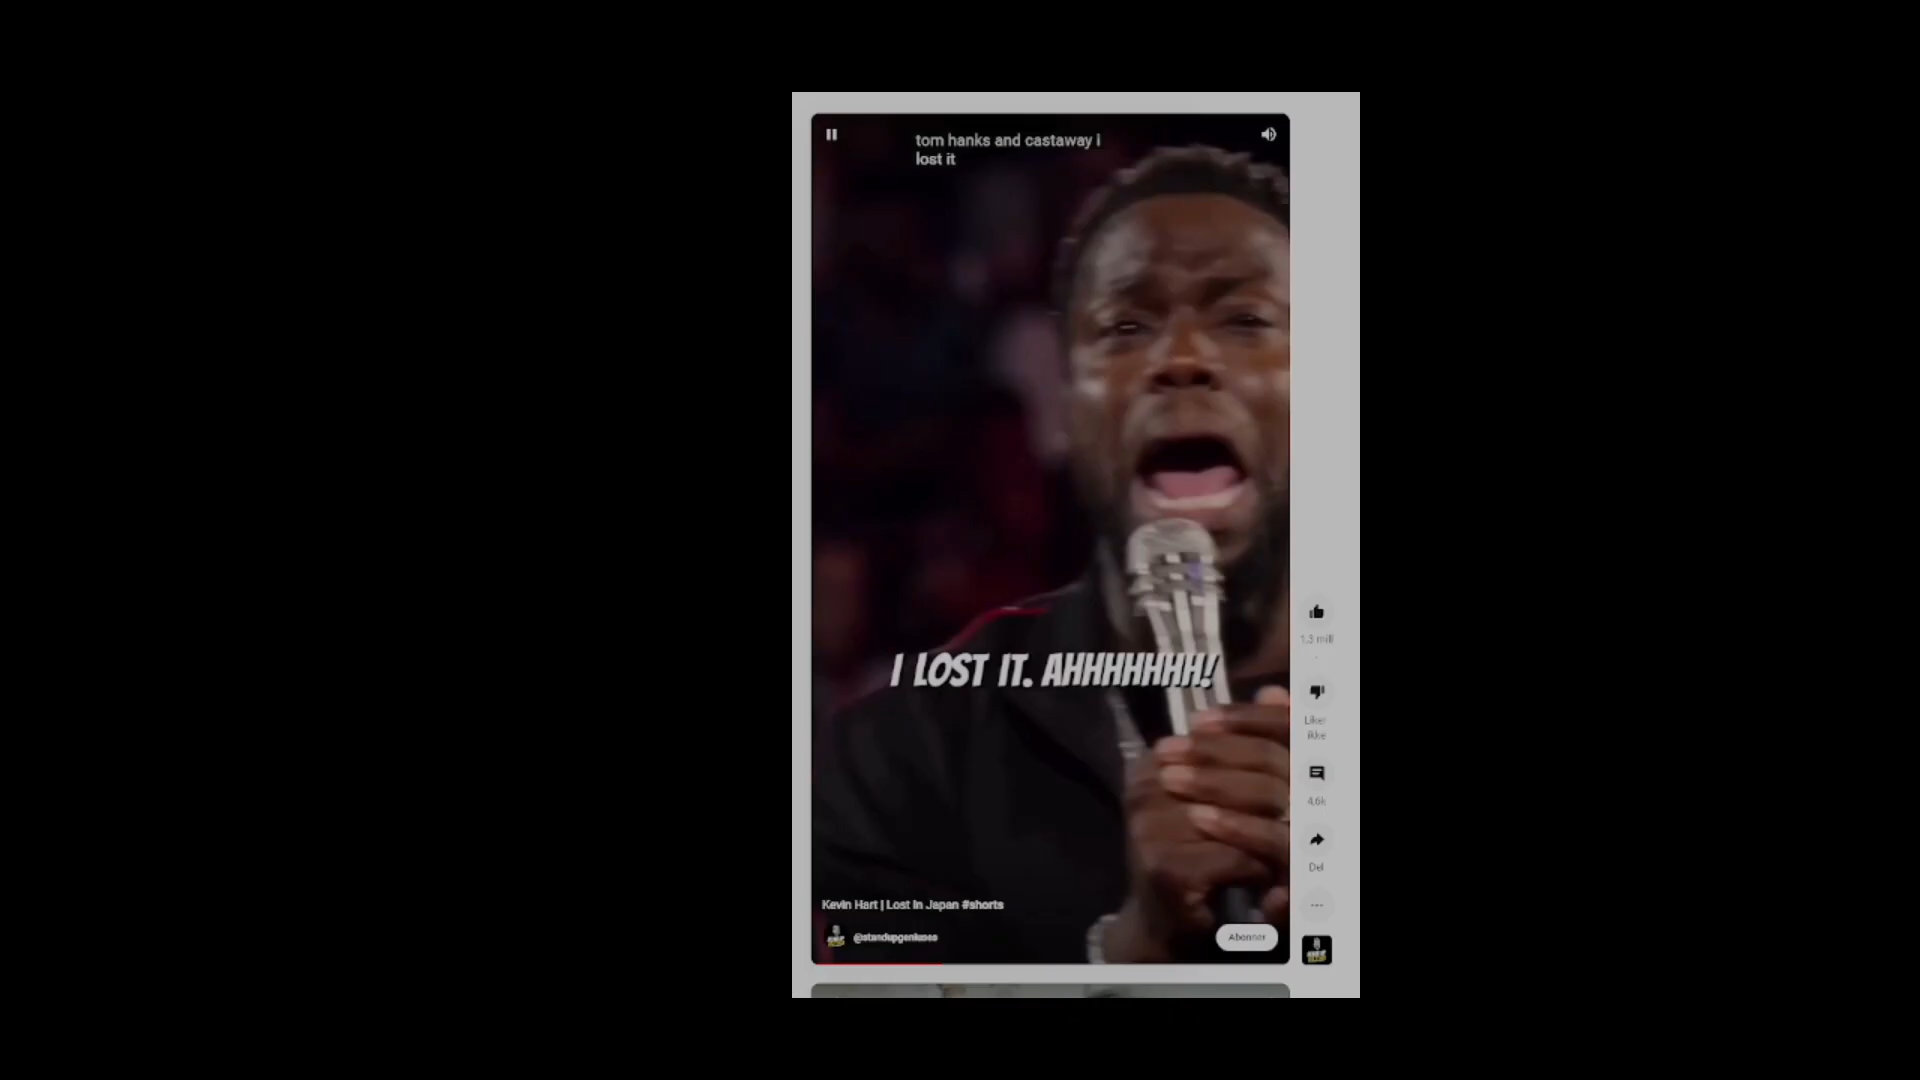 tom hanks and castaway i
lost it
I LOST IT. AHHHHHHH!
1.3 mill
Liker
ikke
4.6k
Del
Kevin Hart | Lost In Japan #shorts
@standupgeniuses
Abonner